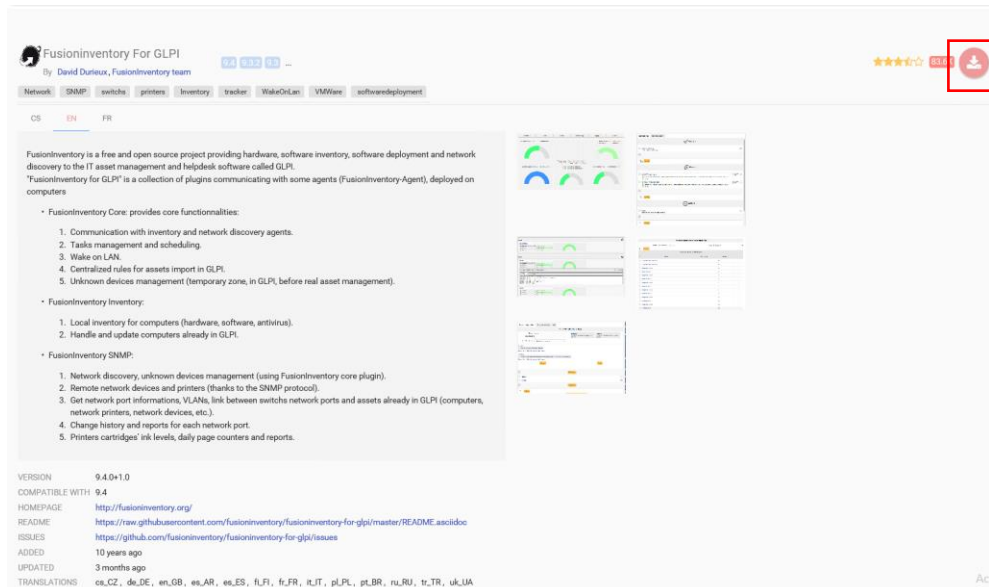 Fusioninventory For GLPI
9.4 9.3.2 9.3 ...
By David Durieux, FusionInventory team
Network SNMP switchs printers Inventory tracker WakeOnLan VMWare softwaredeployment
CS EN FR
FusionInventory is a free and open source project providing hardware, software inventory, software deployment and network
discovery to the IT asset management and helpdesk software called GLPI.
"FusionInventory for GLPI" is a collection of plugins communicating with some agents (FusionInventory-Agent), deployed on
computers
• FusionInventory Core: provides core functionnalities:
1. Communication with inventory and network discovery agents.
2. Tasks management and scheduling.
3. Wake on LAN.
4. Centralized rules for assets import in GLPI.
5. Unknown devices management (temporary zone, in GLPI, before real asset management).
• FusionInventory Inventory:
1. Local inventory for computers (hardware, software, antivirus).
2. Handle and update computers already in GLPI.
• FusionInventory SNMP:
1. Network discovery, unknown devices management (using FusionInventory core plugin).
2. Remote network devices and printers (thanks to the SNMP protocol).
3. Get network port informations, VLANs, link between switchs network ports and assets already in GLPI (computers,
network printers, network devices, etc.).
4. Change history and reports for each network port.
5. Printers cartridges' ink levels, daily page counters and reports.
VERSION 9.4.0+1.0
COMPATIBLE WITH 9.4
HOMEPAGE http://fusioninventory.org/
README https://raw.githubusercontent.com/fusioninventory/fusioninventory-for-glpi/master/README.asciidoc
ISSUES https://github.com/fusioninventory/fusioninventory-for-glpi/issues
ADDED 10 years ago
UPDATED 3 months ago
TRANSLATIONS cs_CZ, de_DE, en_GB, es_AR, es_ES, fi_FI, fr_FR, it_IT, pl_PL, pt_BR, ru_RU, tr_TR, uk_UA